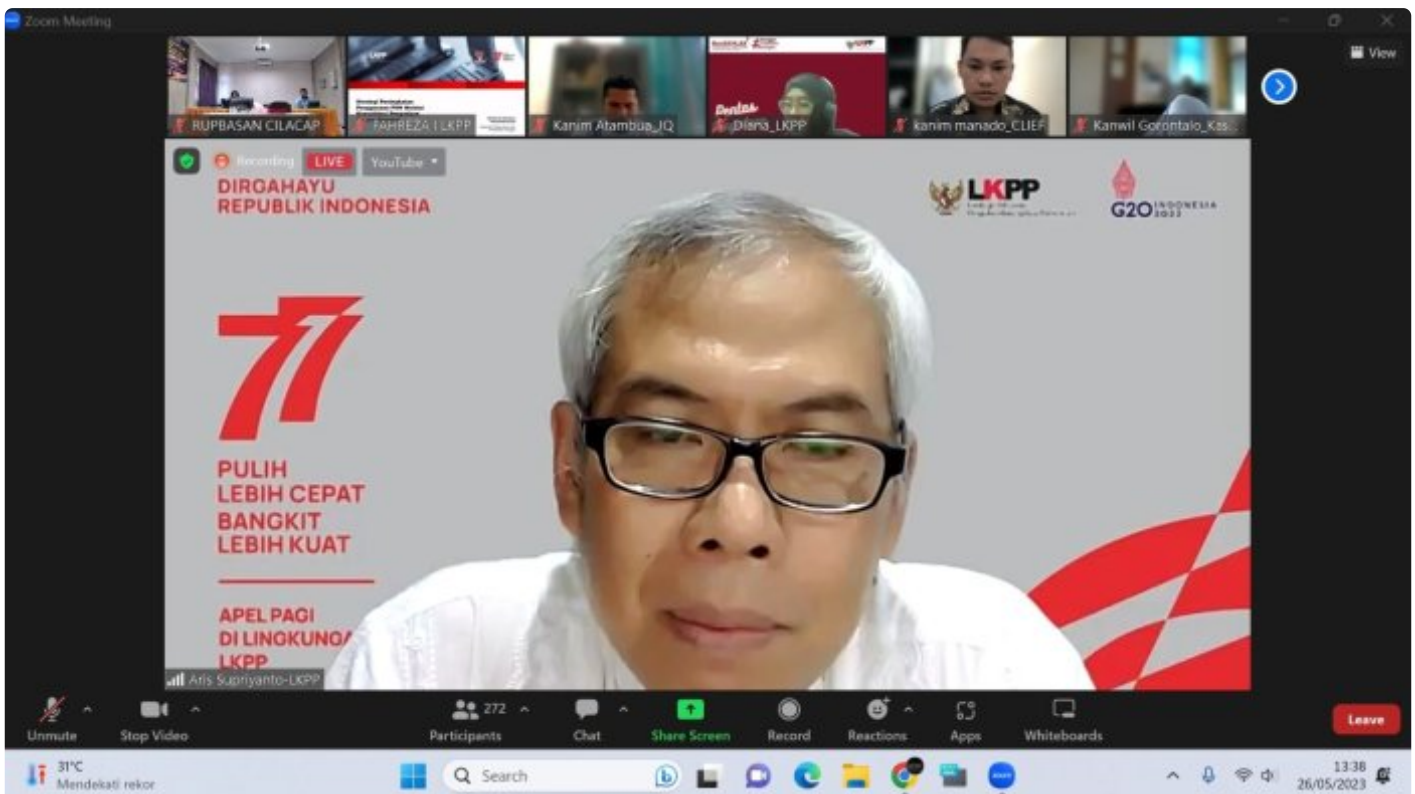 Zoom Meeting
View
RUPBASAN CILACAP
FAHREZA I LKPP
Kanim Atambua_IQ
Diana_LKPP
kanim manado_CLIEF
Kanwil Gorontalo_Kas...
Recording LIVE YouTube
DIRGAHAYU
REPUBLIK INDONESIA
LKPP
G20 INDONESIA
2022
77
PULIH
LEBIH CEPAT
BANGKIT
LEBIH KUAT
APEL PAGI
DI LINGKUNGA
LKPP
Aris Supriyanto-LKPP
Unmute
Stop Video
272
Participants
Chat
Share Screen
Record
Reactions
Apps
Whiteboards
Leave
31°C
Mendekati rekor
Search
13:38
26/05/2023